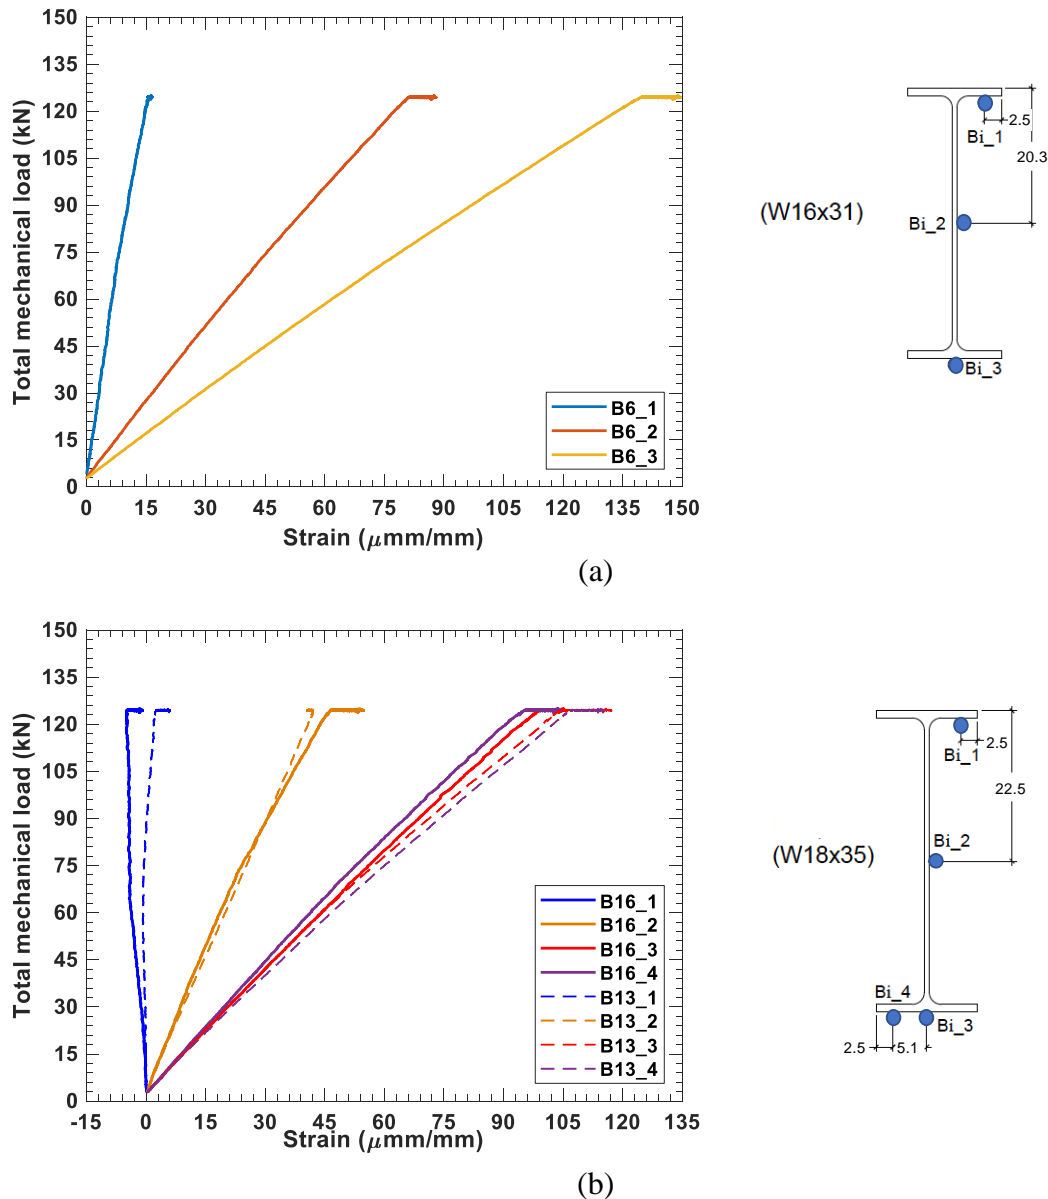 150
135
120
105
90
75
60
45
30
15
0
Total mechanical load (kN)
B6_1
B6_2
B6_3
0 15 30 45 60 75 90 105 120 135 150
Strain (μmm/mm)
(W16x31)
Bi_1
2.5
20.3
Bi_2
Bi_3
(a)
150
135
120
105
90
75
60
45
30
15
0
Total mechanical load (kN)
B16_1
B16_2
B16_3
B16_4
B13_1
B13_2
B13_3
B13_4
-15 0 15 30 45 60 75 90 105 120 135
Strain (μmm/mm)
(W18x35)
Bi_1
2.5
22.5
Bi_2
Bi_4
Bi_3
2.5
5.1
(b)